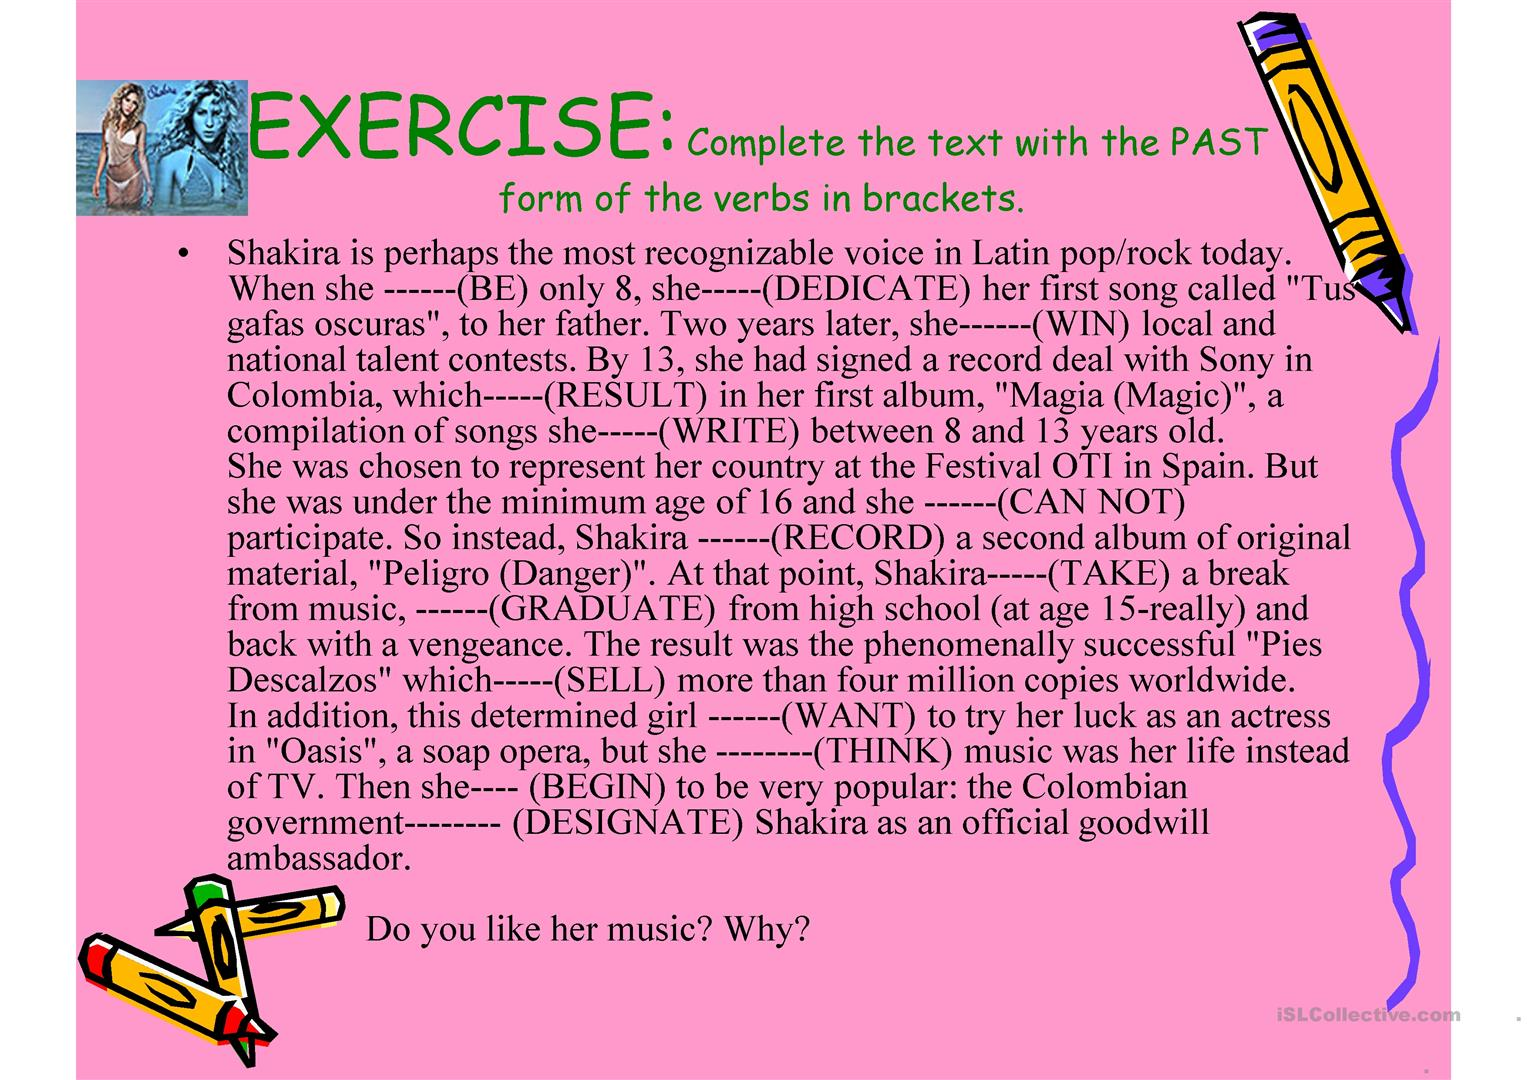 EXERCISE: Complete the text with the PAST
form of the verbs in brackets.
• Shakira is perhaps the most recognizable voice in Latin pop/rock today.
When she ------(BE) only 8, she-----(DEDICATE) her first song called "Tus
gafas oscuras", to her father. Two years later, she------(WIN) local and
national talent contests. By 13, she had signed a record deal with Sony in
Colombia, which-----(RESULT) in her first album, "Magia (Magic)", a
compilation of songs she-----(WRITE) between 8 and 13 years old.
She was chosen to represent her country at the Festival OTI in Spain. But
she was under the minimum age of 16 and she ------(CAN NOT)
participate. So instead, Shakira ------(RECORD) a second album of original
material, "Peligro (Danger)". At that point, Shakira-----(TAKE) a break
from music, ------(GRADUATE) from high school (at age 15-really) and
back with a vengeance. The result was the phenomenally successful "Pies
Descalzos" which-----(SELL) more than four million copies worldwide.
In addition, this determined girl ------(WANT) to try her luck as an actress
in "Oasis", a soap opera, but she --------(THINK) music was her life instead
of TV. Then she---- (BEGIN) to be very popular: the Colombian
government-------- (DESIGNATE) Shakira as an official goodwill
ambassador.
Do you like her music? Why?
iSLCollective.com